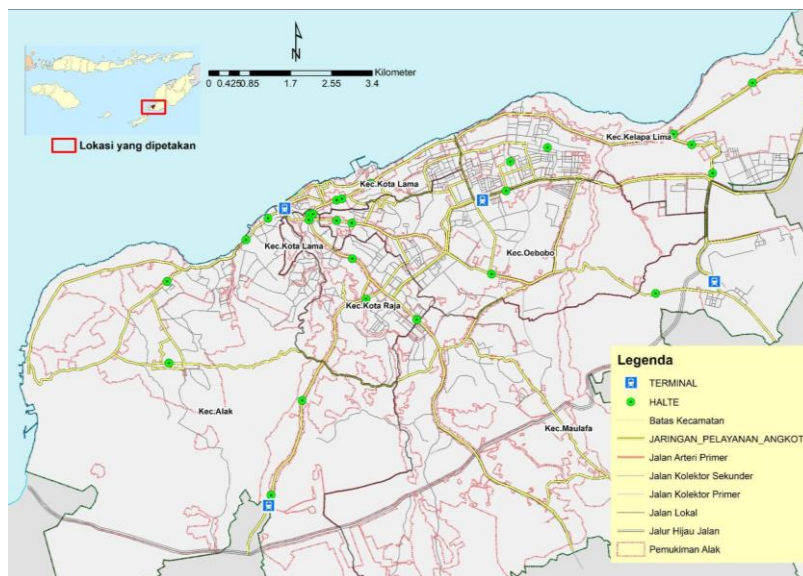 N
Kilometer
0 0.425 0.85 1.7 2.55 3.4
Lokasi yang dipetakan
Kec.Kelapa Lima
Kec.Kota Lama
Kec.Kota Lama
Kec.Oebobo
Kec.Kota Raja
Kec.Alak
Kec.Maulafa
Legenda
TERMINAL
HALTE
Batas Kecamatan
JARINGAN_PELAYANAN_ANGKOT
Jalan Arteri Primer
Jalan Kolektor Sekunder
Jalan Kolektor Primer
Jalan Lokal
Jalur Hijau Jalan
Pemukiman Alak